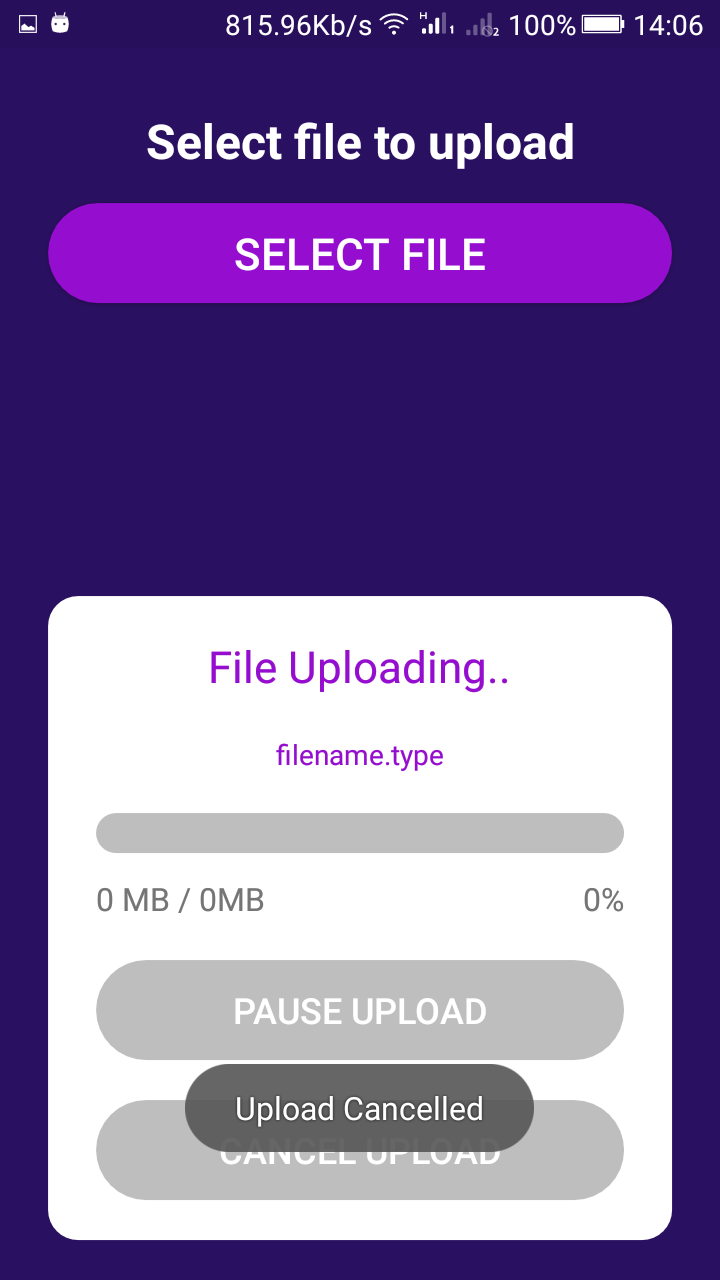 815.96Kb/s H 1 2 100% 14:06
Select file to upload
SELECT FILE
File Uploading..
filename.type
0 MB / 0MB 0%
PAUSE UPLOAD
Upload Cancelled
CANCEL UPLOAD